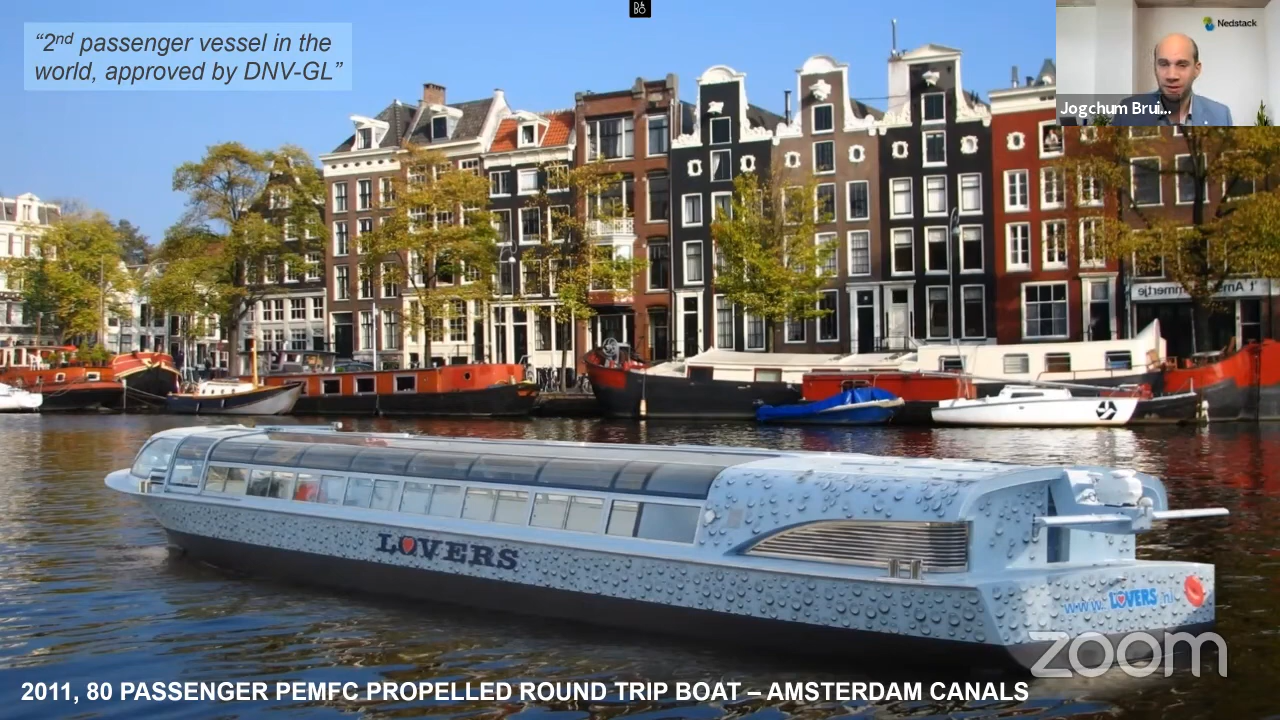 “2nd passenger vessel in the
world, approved by DNV-GL”
B&O
Nedstack
Jogchum Brui...
't Amsterdammertje
LOVERS
www.LOVERS.nl
zoom
2011, 80 PASSENGER PEMFC PROPELLED ROUND TRIP BOAT – AMSTERDAM CANALS